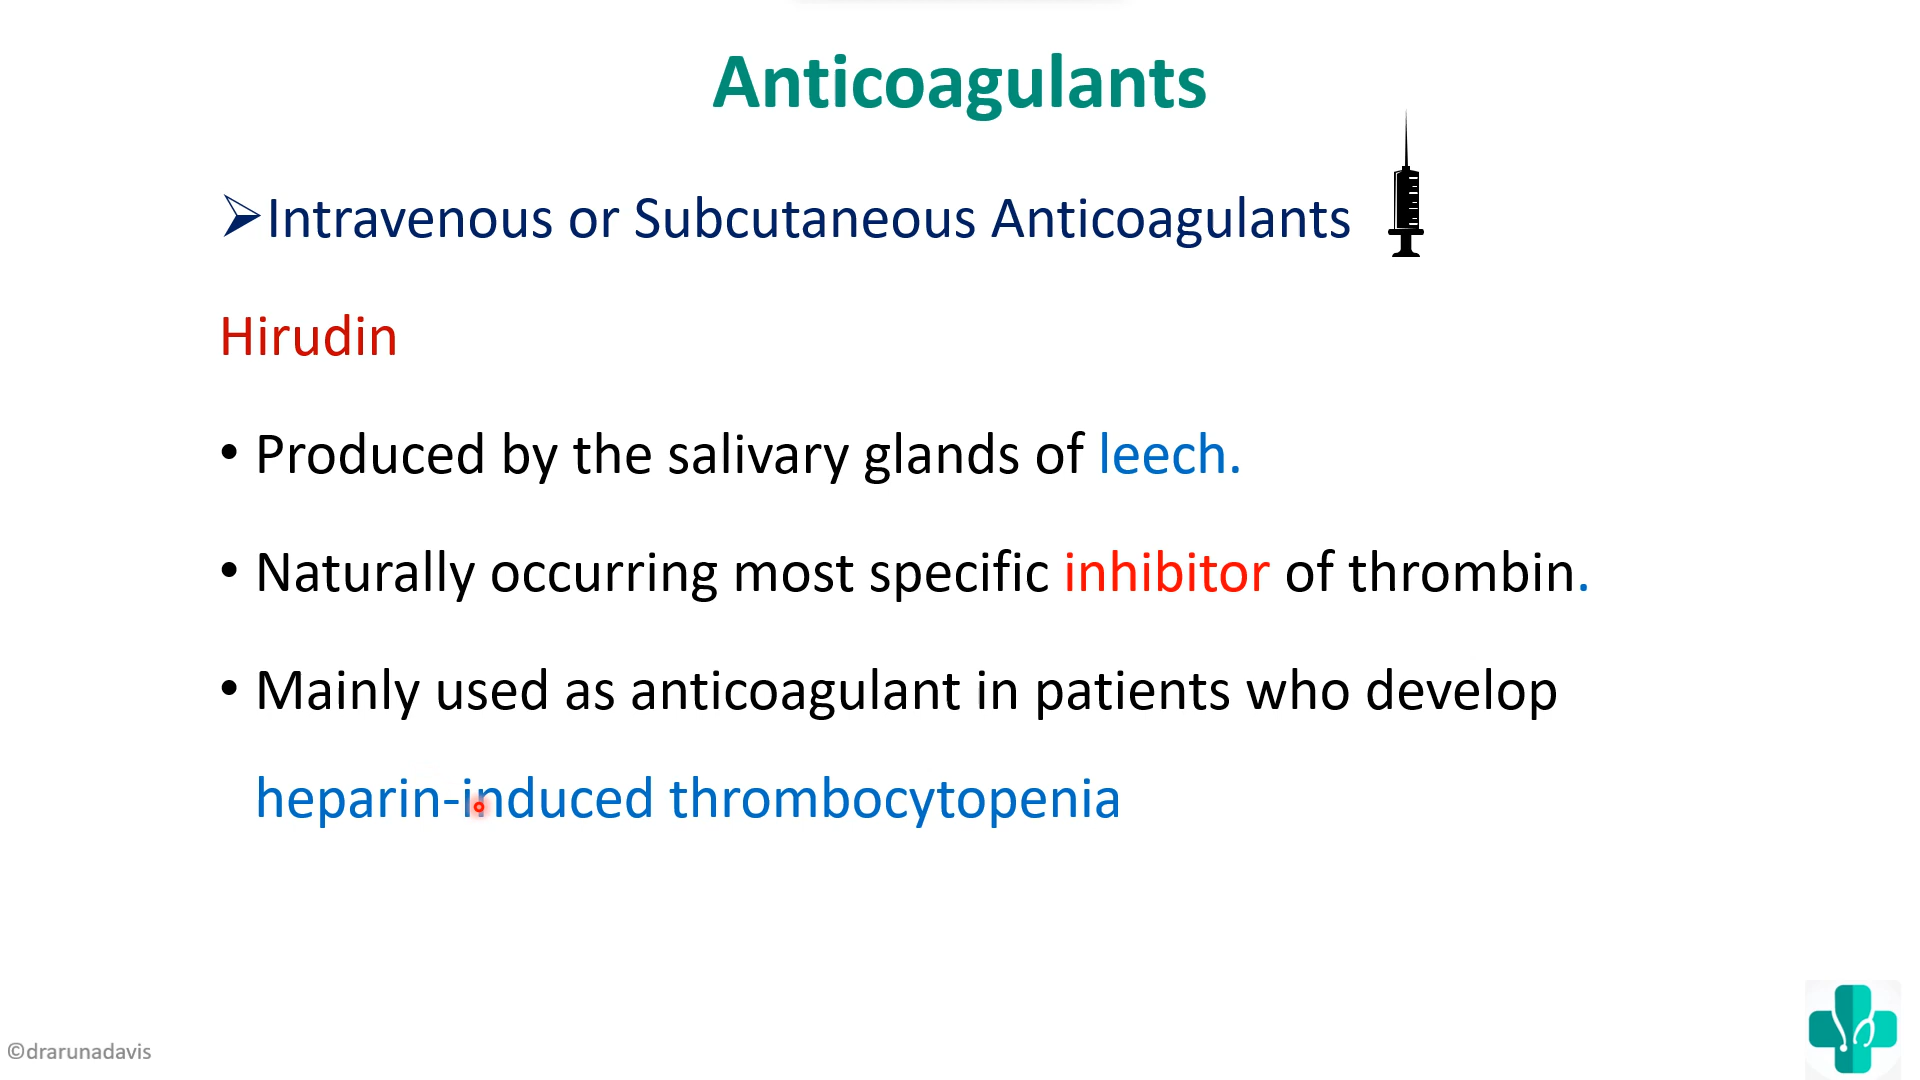 Anticoagulants
➢Intravenous or Subcutaneous Anticoagulants
Hirudin
• Produced by the salivary glands of leech.
• Naturally occurring most specific inhibitor of thrombin.
• Mainly used as anticoagulant in patients who develop
heparin-induced thrombocytopenia
©drarunadavis